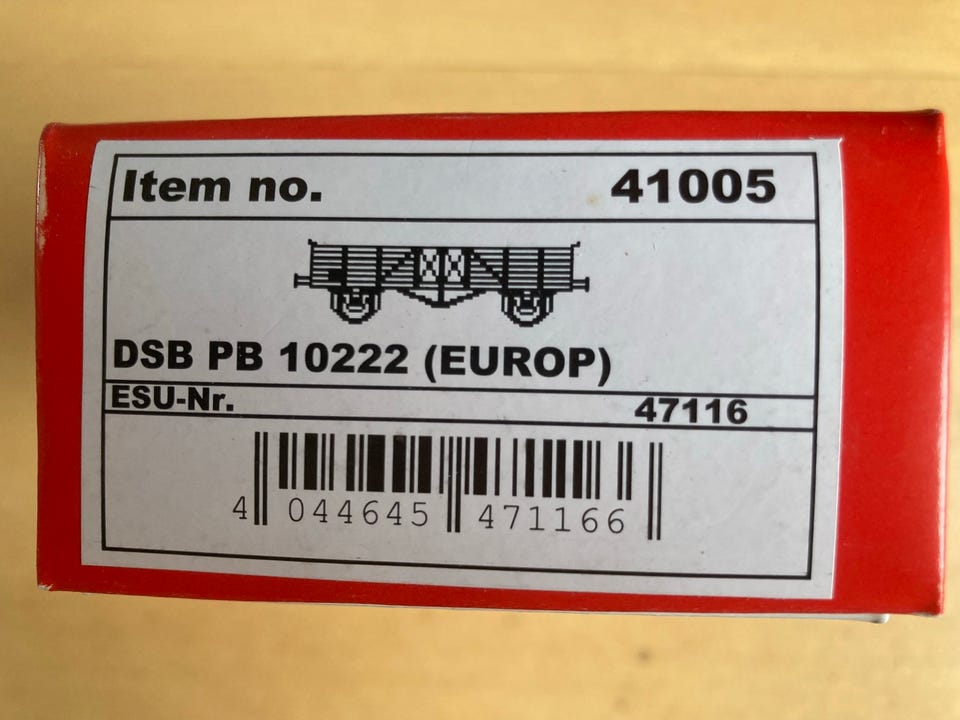 Item no. 41005
DSB PB 10222 (EUROP)
ESU-Nr. 47116
4 044645 471166